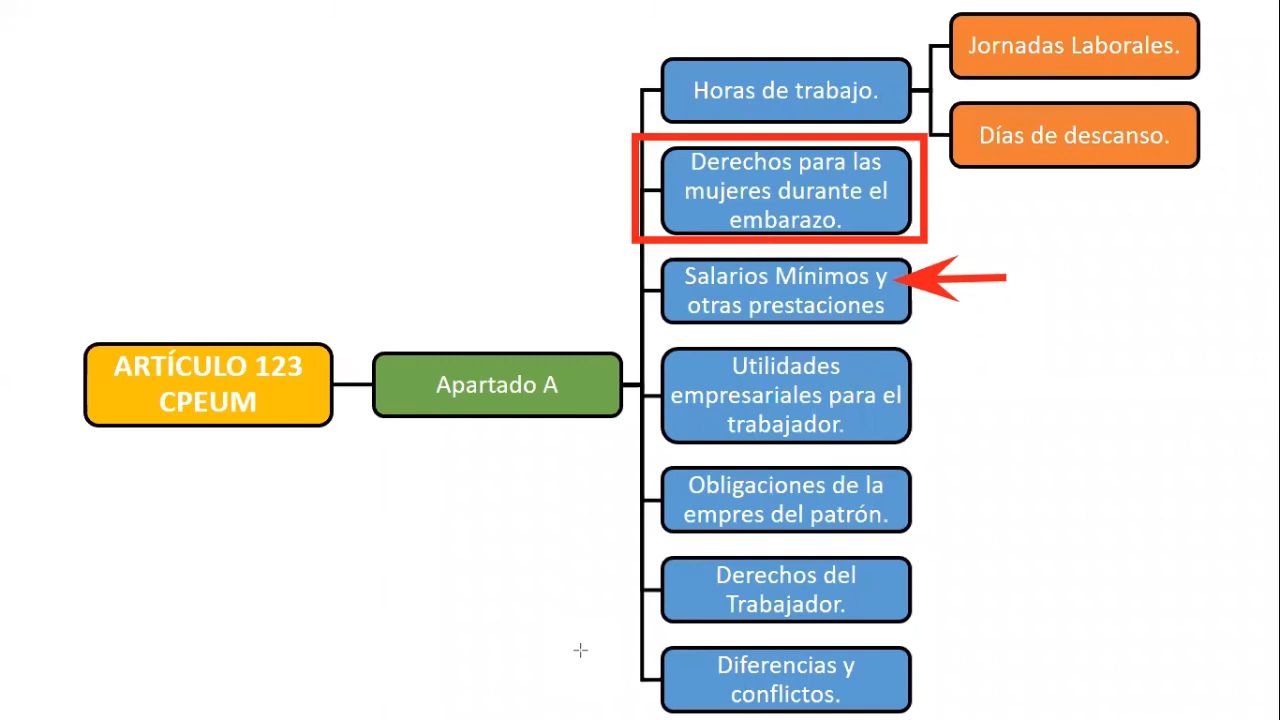 ARTÍCULO 123
CPEUM
Apartado A
Horas de trabajo.
Jornadas Laborales.
Días de descanso.
Derechos para las
mujeres durante el
embarazo.
Salarios Mínimos y
otras prestaciones
Utilidades
empresariales para el
trabajador.
Obligaciones de la
empres del patrón.
Derechos del
Trabajador.
Diferencias y
conflictos.